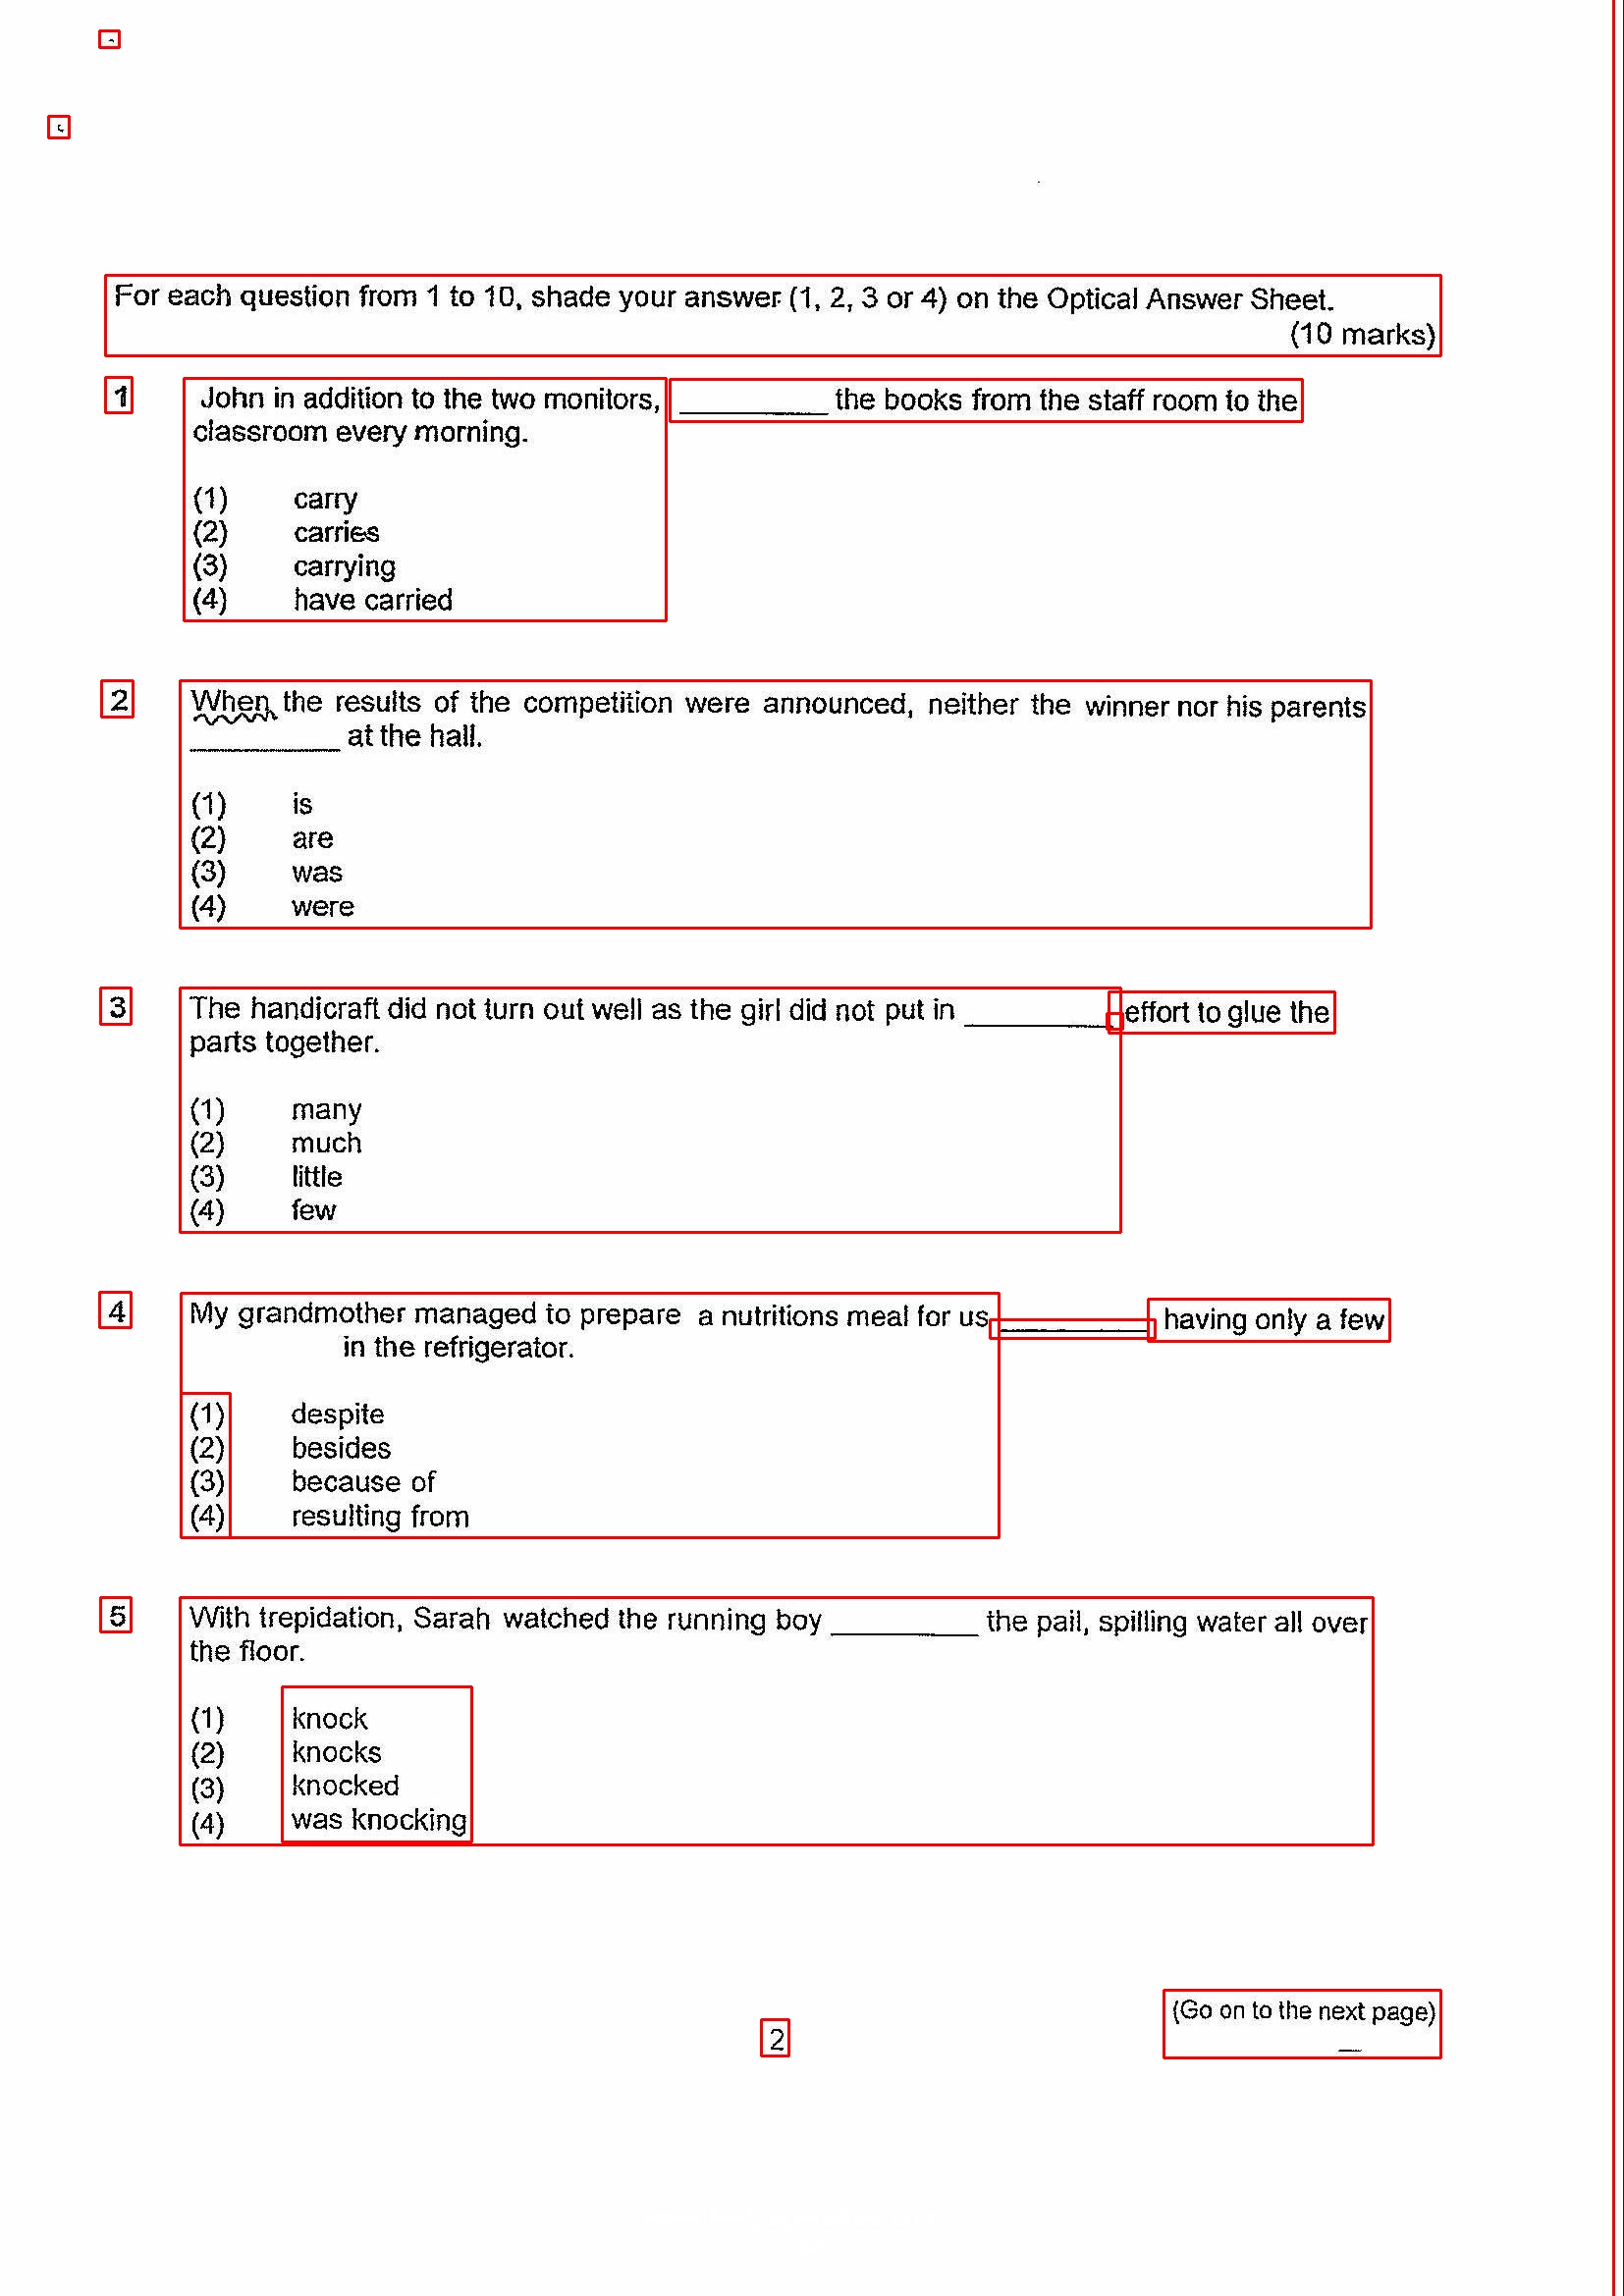 For each question from 1 to 10, shade your answer (1, 2, 3 or 4) on the Optical Answer Sheet.
(10 marks)
1 John in addition to the two monitors, __________ the books from the staff room to the
classroom every morning.
(1) carry
(2) carries
(3) carrying
(4) have carried
2 When the results of the competition were announced, neither the winner nor his parents
__________ at the hall.
(1) is
(2) are
(3) was
(4) were
3 The handicraft did not turn out well as the girl did not put in __________ effort to glue the
parts together.
(1) many
(2) much
(3) little
(4) few
4 My grandmother managed to prepare a nutritions meal for us __________ having only a few
in the refrigerator.
(1) despite
(2) besides
(3) because of
(4) resulting from
5 With trepidation, Sarah watched the running boy __________ the pail, spilling water all over
the floor.
(1) knock
(2) knocks
(3) knocked
(4) was knocking
(Go on to the next page)
2